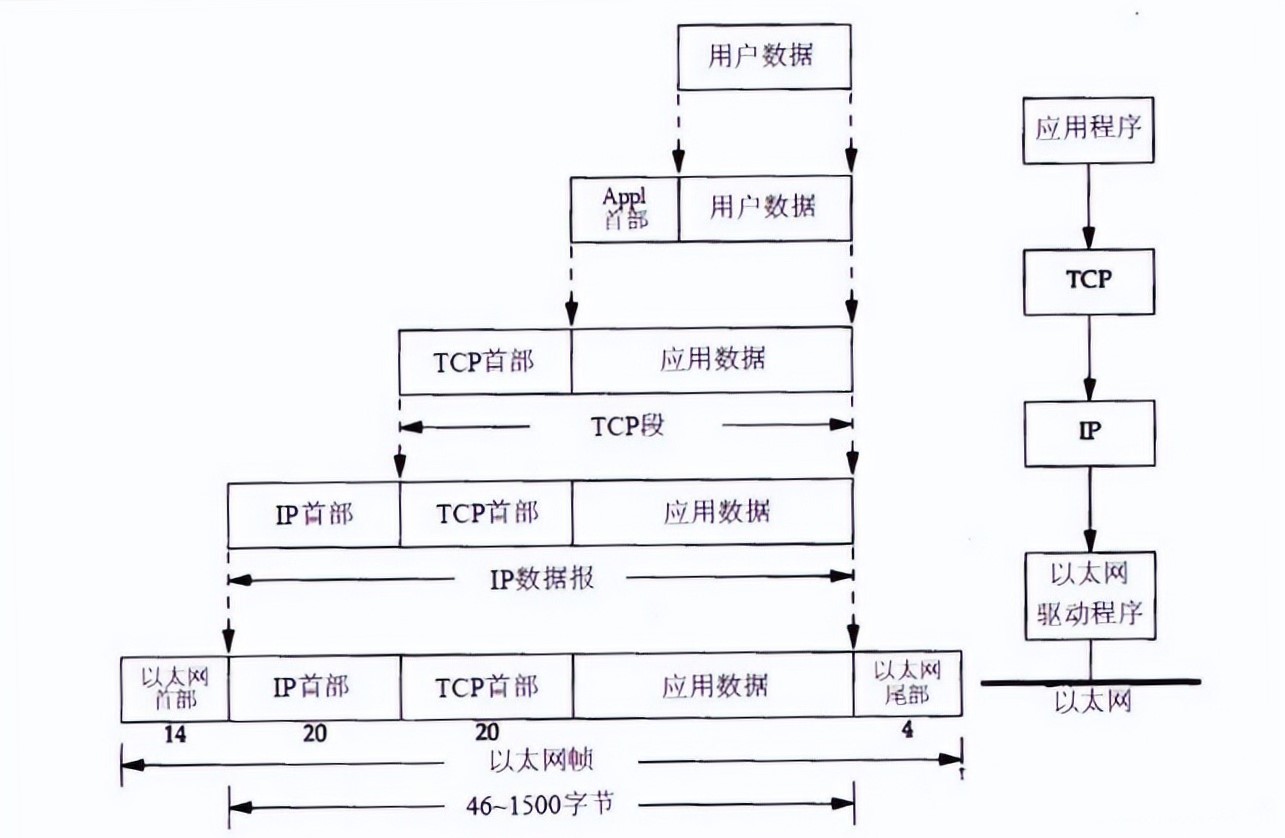 用户数据
应用程序
Appl
首部
用户数据
TCP
TCP首部
应用数据
TCP段
IP
IP首部
TCP首部
应用数据
IP数据报
以太网
驱动程序
以太网
首部
IP首部
TCP首部
应用数据
以太网
尾部
以太网
14
20
20
4
以太网帧
46~1500字节